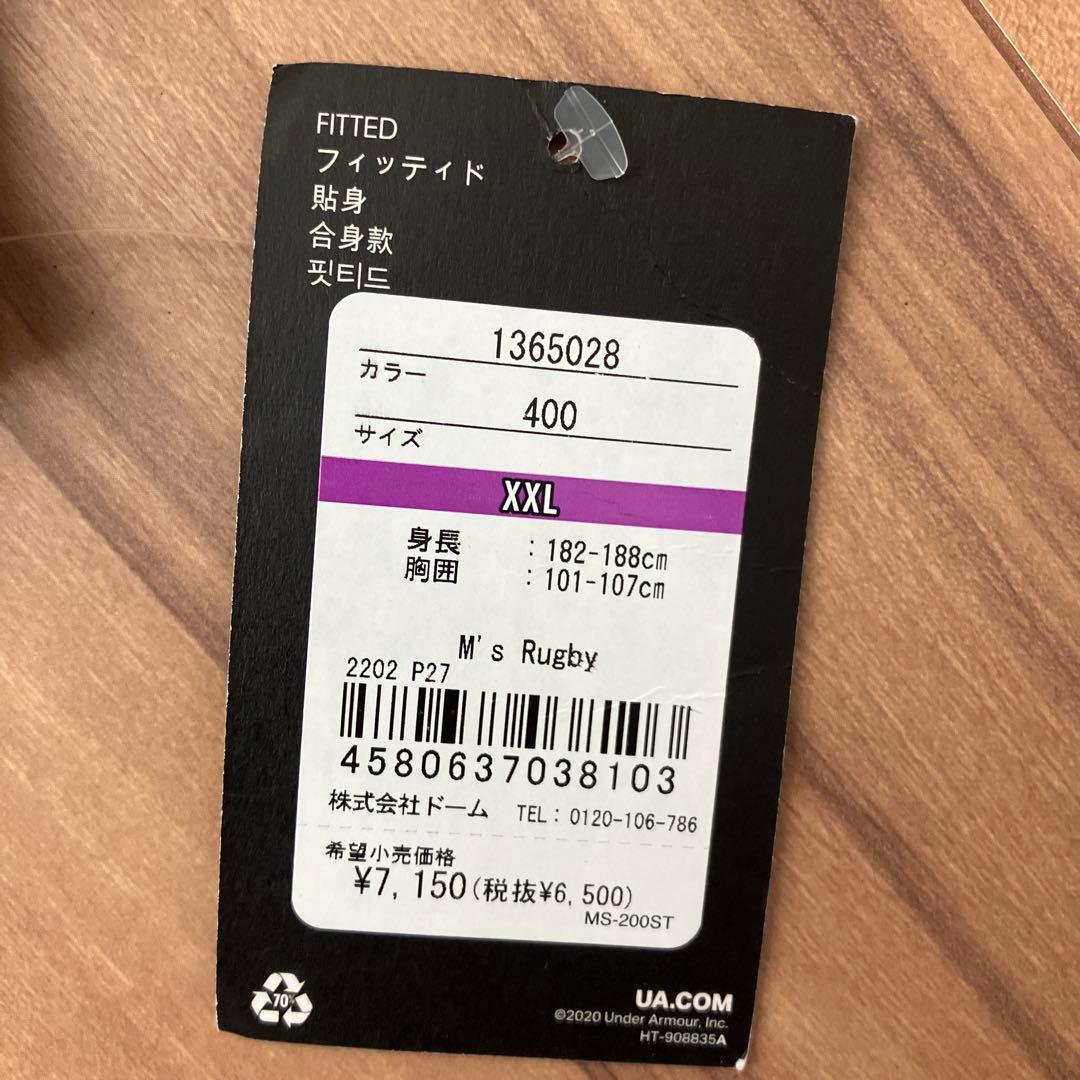 FITTED
フィッティド
貼身
合身款
핏티드
1365028
カラー
400
サイズ
XXL
身長 : 182-188cm
胸囲 : 101-107cm
M's Rugby
2202 P27
4580637038103
株式会社ドーム TEL: 0120-106-786
希望小売価格
¥7,150(税抜¥6,500)
MS-200ST
70%
UA.COM
©2020 Under Armour, Inc.
HT-908835A